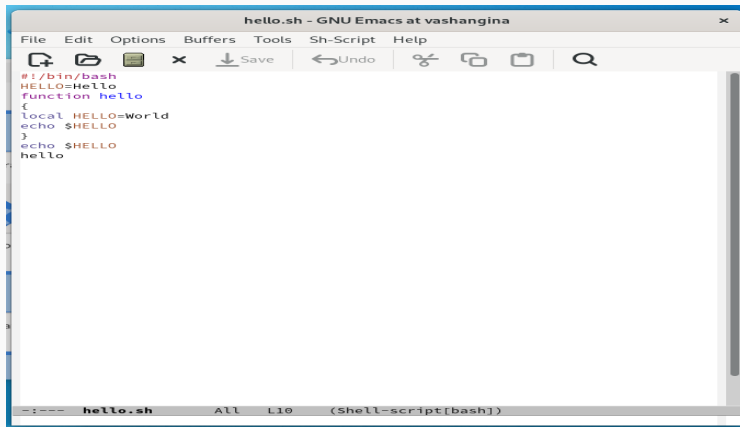 hello.sh - GNU Emacs at vashangina
File Edit Options Buffers Tools Sh-Script Help
Save Undo
#!/bin/bash
HELLO=Hello
function hello
{
local HELLO=World
echo $HELLO
}
echo $HELLO
hello
-:--- hello.sh All L10 (Shell-script[bash])